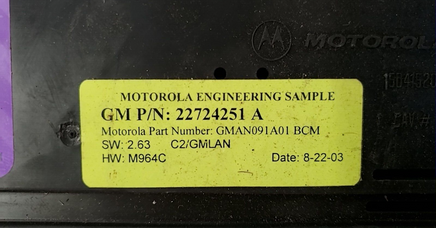 MOTOROLA
MOTOROLA ENGINEERING SAMPLE
GM P/N: 22724251 A
Motorola Part Number: GMAN091A01 BCM
SW: 2.63 C2/GMLAN
HW: M964C Date: 8-22-03